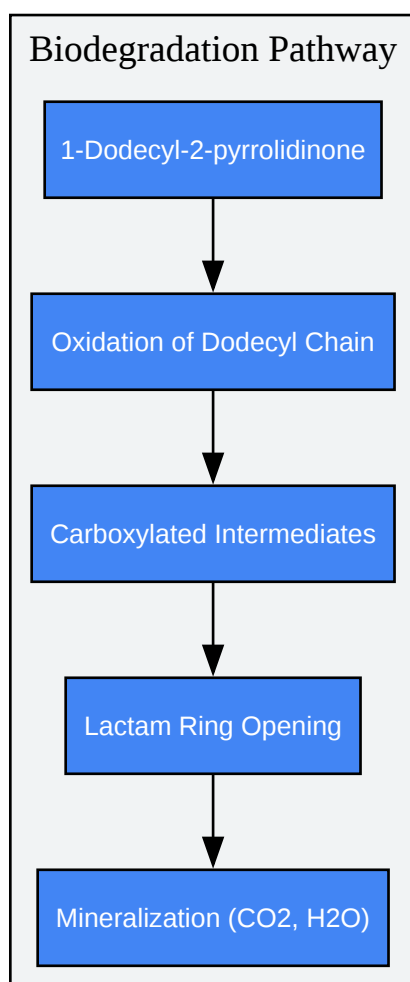 Biodegradation Pathway
1-Dodecyl-2-pyrrolidinone
Oxidation of Dodecyl Chain
Carboxylated Intermediates
Lactam Ring Opening
Mineralization (CO2, H2O)